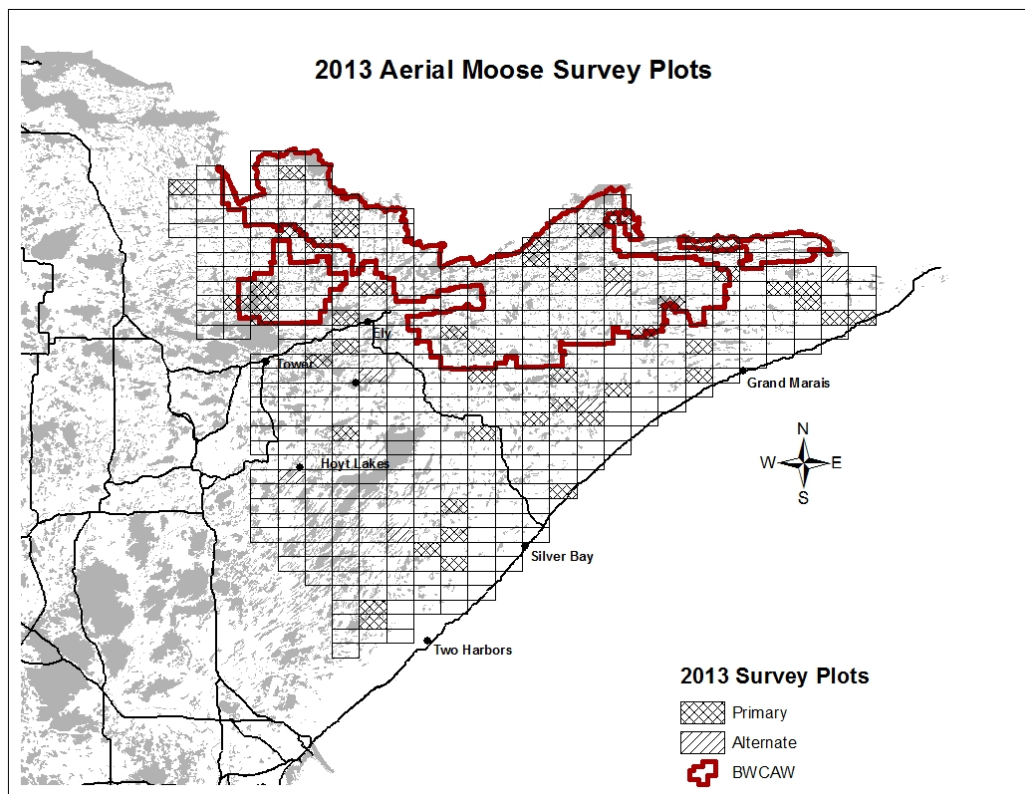 2013 Aerial Moose Survey Plots
Ely
Tower
Grand Marais
N
W E
S
Hoyt Lakes
Silver Bay
Two Harbors
2013 Survey Plots
Primary
Alternate
BWCAW